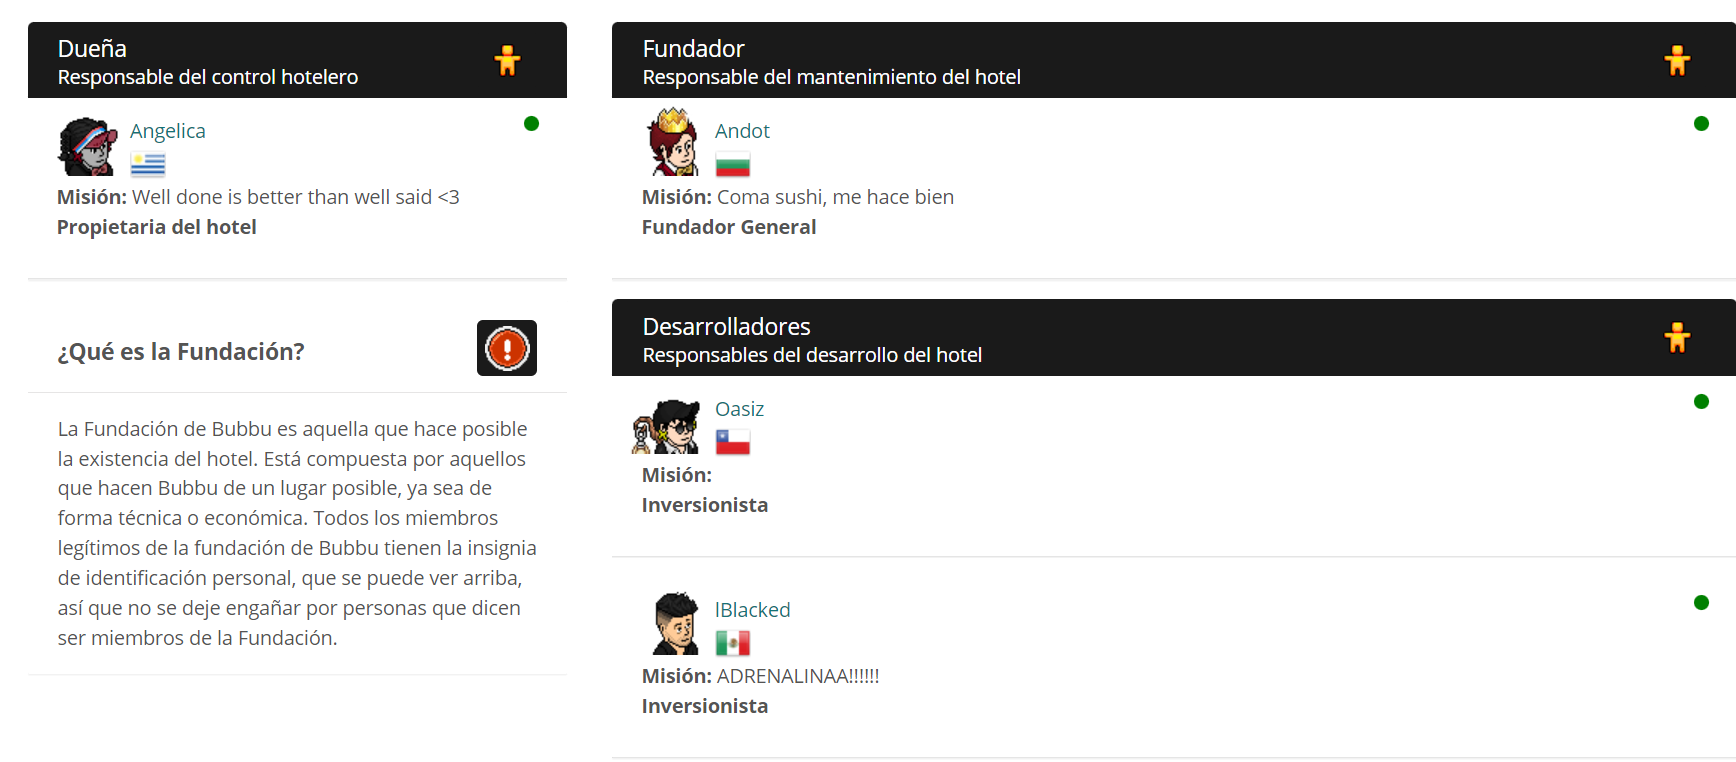 Dueña
Responsable del control hotelero
Angelica
Misión: Well done is better than well said <3
Propietaria del hotel
¿Qué es la Fundación?
La Fundación de Bubbu es aquella que hace posible
la existencia del hotel. Está compuesta por aquellos
que hacen Bubbu de un lugar posible, ya sea de
forma técnica o económica. Todos los miembros
legítimos de la fundación de Bubbu tienen la insignia
de identificación personal, que se puede ver arriba,
así que no se deje engañar por personas que dicen
ser miembros de la Fundación.
Fundador
Responsable del mantenimiento del hotel
Andot
Misión: Coma sushi, me hace bien
Fundador General
Desarrolladores
Responsables del desarrollo del hotel
Oasiz
Misión:
Inversionista
lBlacked
Misión: ADRENALINAA!!!!!!
Inversionista